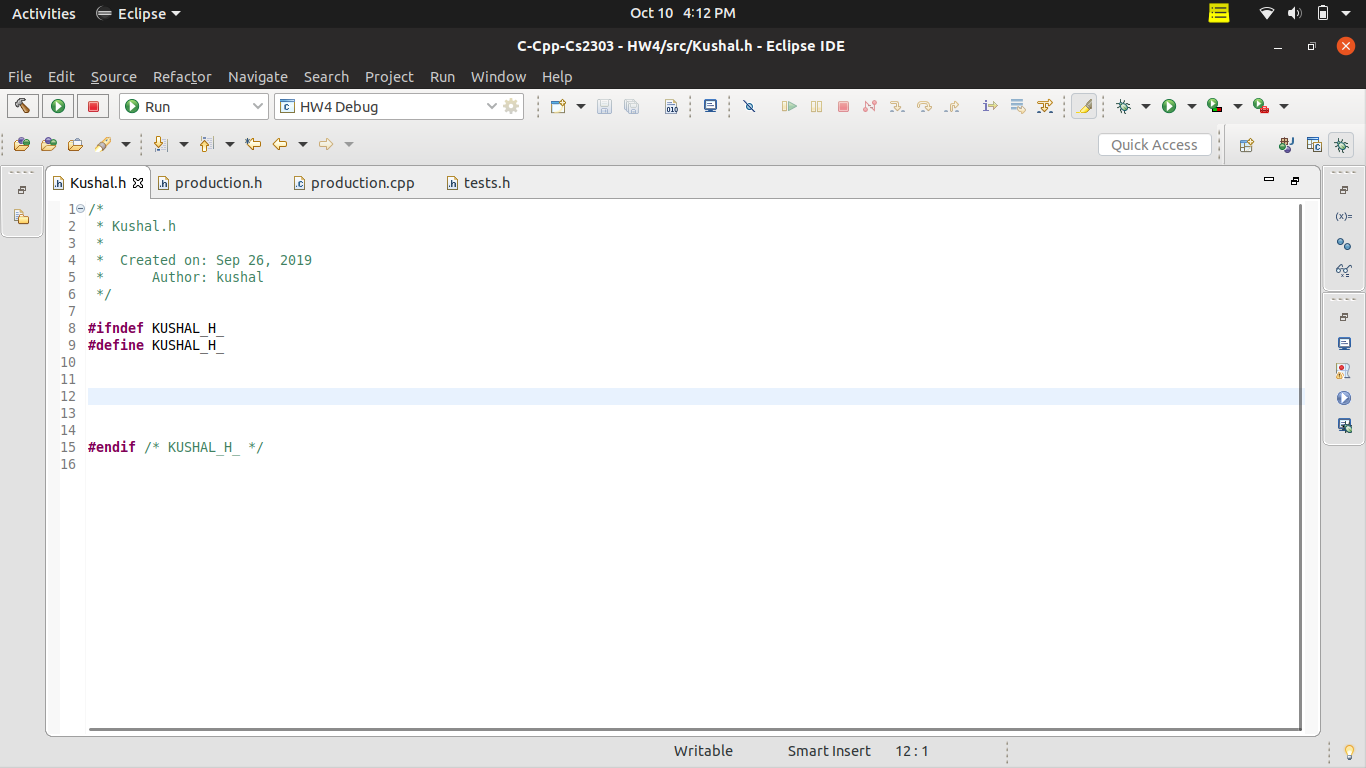 Activities Eclipse Oct 10 4:12 PM
C-Cpp-Cs2303 - HW4/src/Kushal.h - Eclipse IDE
File Edit Source Refactor Navigate Search Project Run Window Help
Run HW4 Debug
Quick Access
Kushal.h production.h production.cpp tests.h
1 /*
2  * Kushal.h
3  *
4  *  Created on: Sep 26, 2019
5  *      Author: kushal
6  */
7
8 #ifndef KUSHAL_H_
9 #define KUSHAL_H_
10
11
12
13
14
15 #endif /* KUSHAL_H_ */
16
Writable Smart Insert 12 : 1